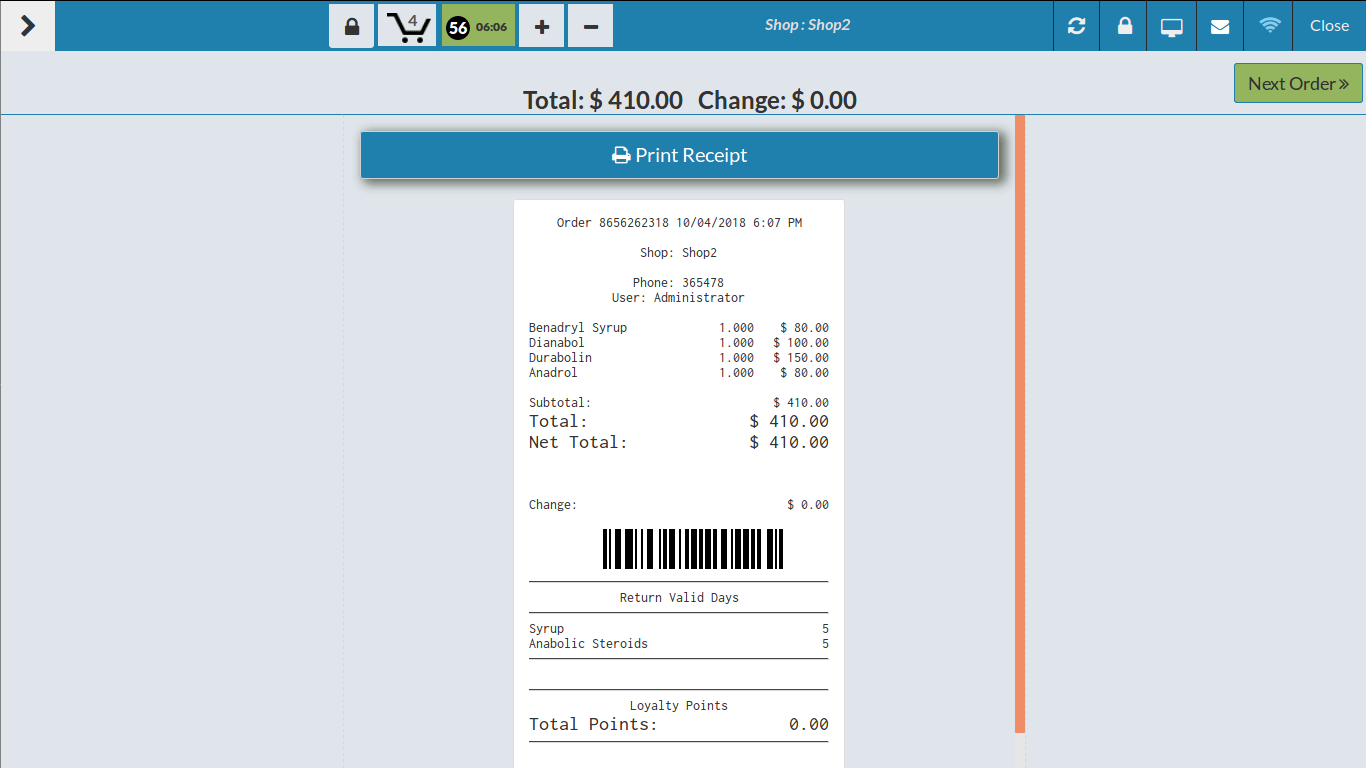 4
56 06:06
Shop : Shop2
Close
Total: $ 410.00 Change: $ 0.00
Next Order »
Print Receipt
Order 8656262318 10/04/2018 6:07 PM
Shop: Shop2
Phone: 365478
User: Administrator
Benadryl Syrup 1.000 $ 80.00
Dianabol 1.000 $ 100.00
Durabolin 1.000 $ 150.00
Anadrol 1.000 $ 80.00
Subtotal: $ 410.00
Total: $ 410.00
Net Total: $ 410.00
Change: $ 0.00
Return Valid Days
Syrup 5
Anabolic Steroids 5
Loyalty Points
Total Points: 0.00